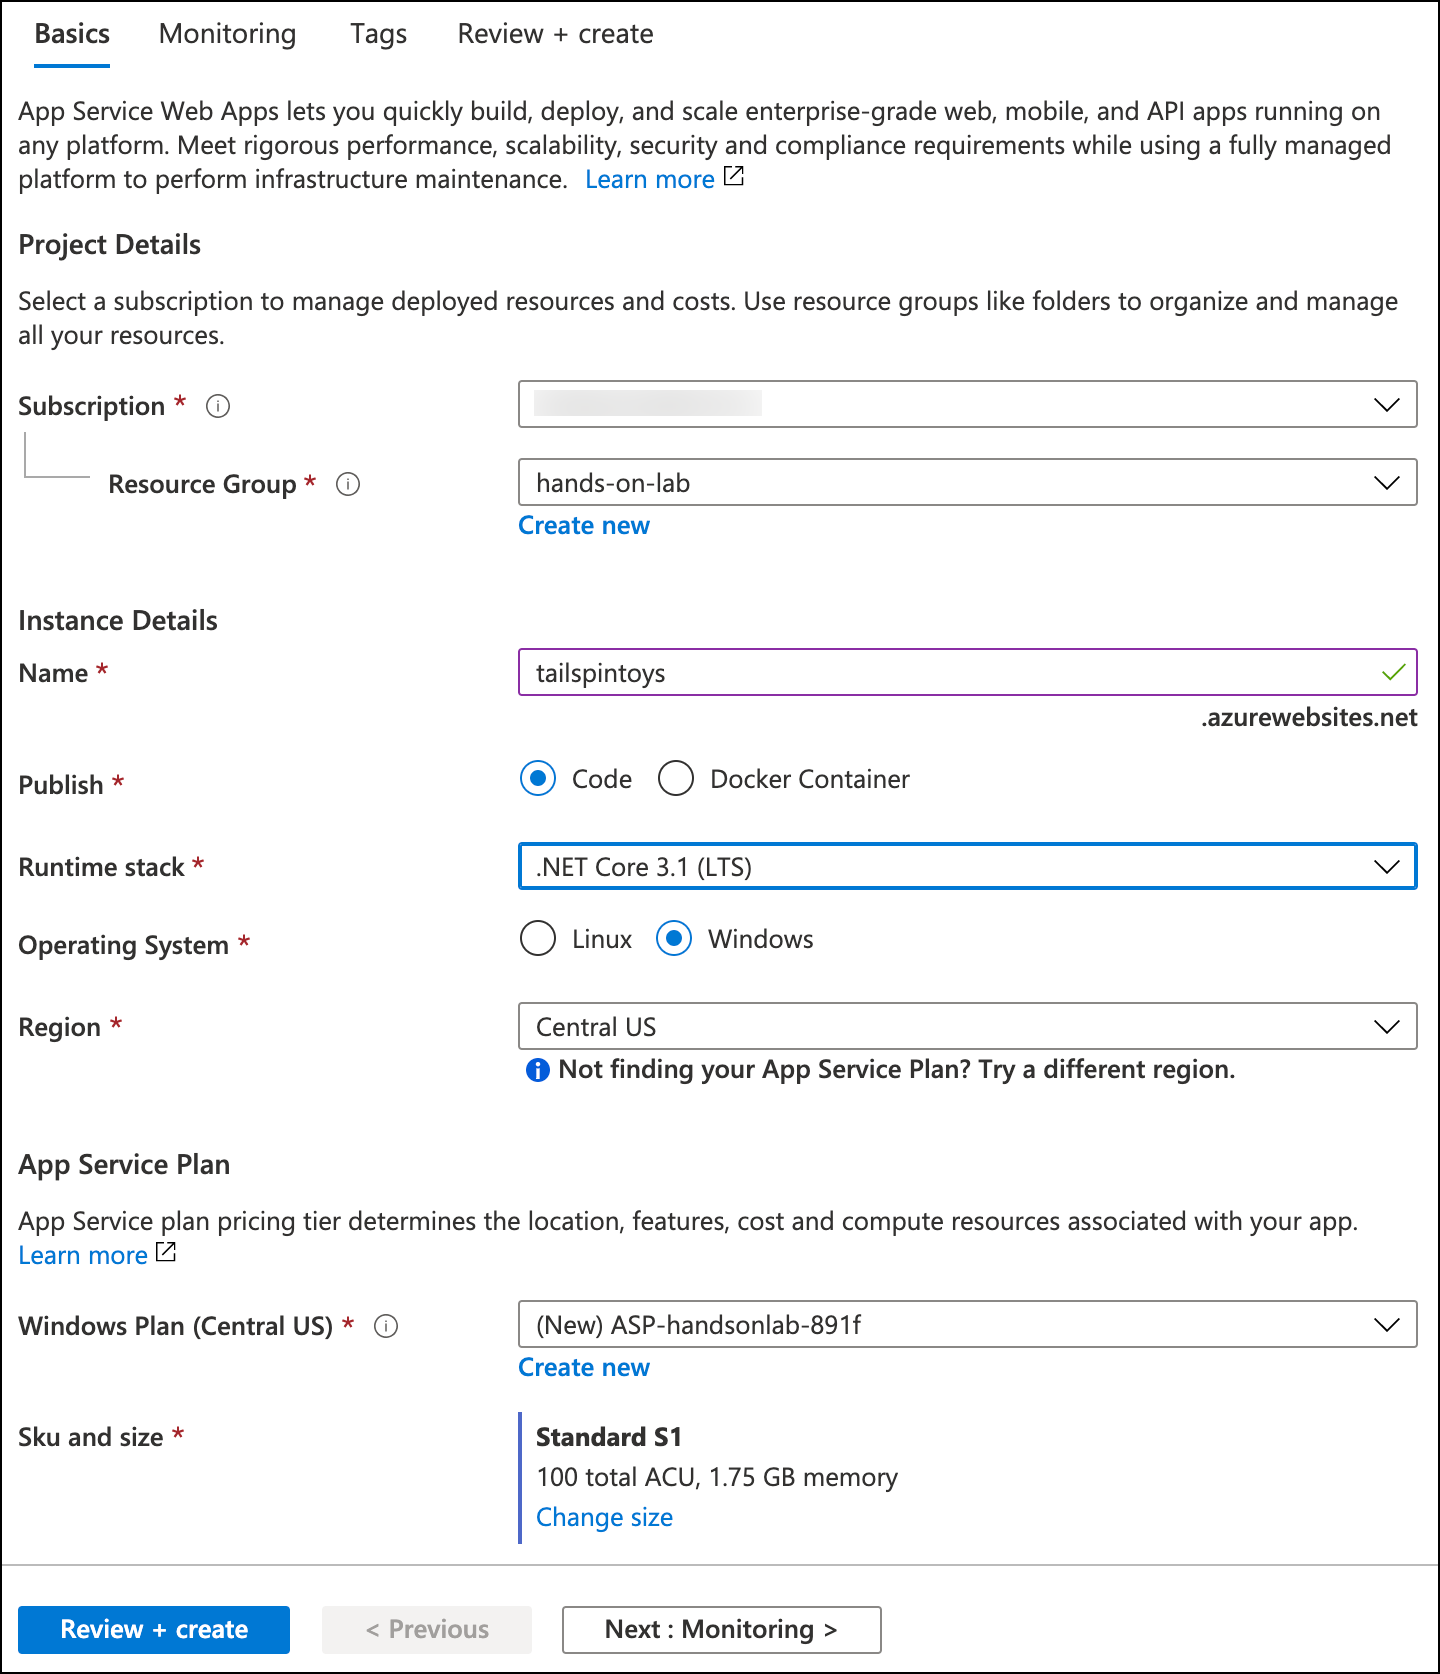 Basics Monitoring Tags Review + create
App Service Web Apps lets you quickly build, deploy, and scale enterprise-grade web, mobile, and API apps running on
any platform. Meet rigorous performance, scalability, security and compliance requirements while using a fully managed
platform to perform infrastructure maintenance. Learn more
Project Details
Select a subscription to manage deployed resources and costs. Use resource groups like folders to organize and manage
all your resources.
Subscription *
Resource Group * hands-on-lab
Create new
Instance Details
Name * tailspintoys
.azurewebsites.net
Publish * Code Docker Container
Runtime stack * .NET Core 3.1 (LTS)
Operating System * Linux Windows
Region * Central US
Not finding your App Service Plan? Try a different region.
App Service Plan
App Service plan pricing tier determines the location, features, cost and compute resources associated with your app.
Learn more
Windows Plan (Central US) * (New) ASP-handsonlab-891f
Create new
Sku and size * Standard S1
100 total ACU, 1.75 GB memory
Change size
Review + create < Previous Next : Monitoring >